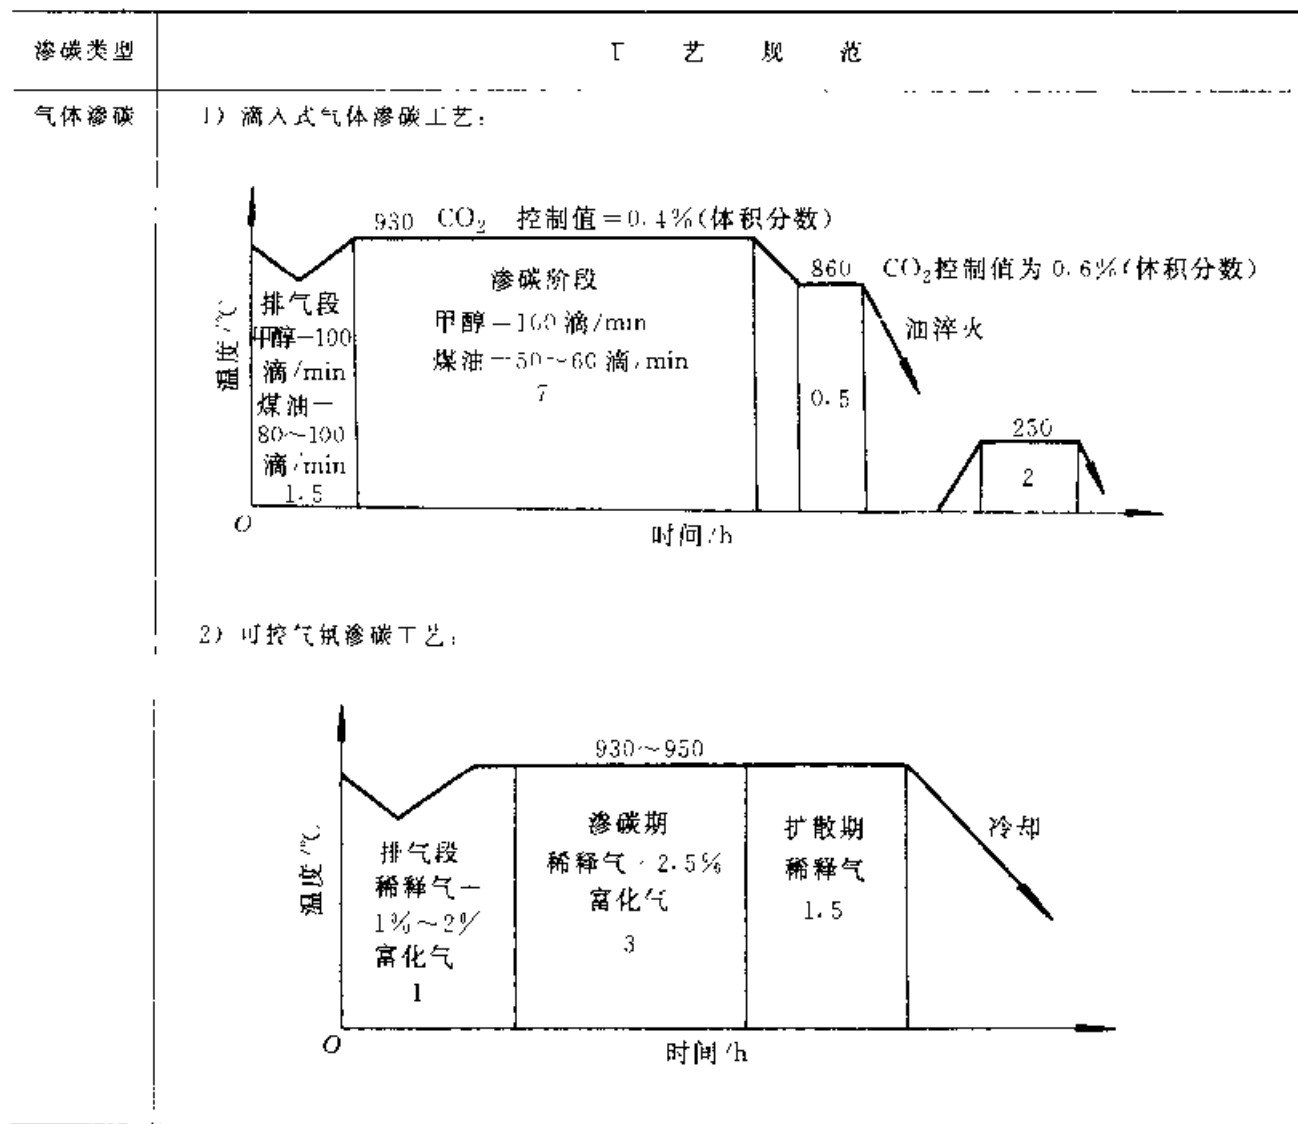 渗碳类型
工艺规范
气体渗碳
1) 滴入式气体渗碳工艺:
930 CO₂ 控制值=0.4%(体积分数)
860 CO₂控制值为 0.6%(体积分数)
渗碳阶段
甲醇—160 滴/min
煤油—50~60 滴/min
7
排气段
甲醇—100
滴/min
煤油—
80~100
滴/min
1.5
温度/℃
油淬火
0.5
250
2
O
时间/h
2) 可控气氛渗碳工艺:
930~950
渗碳期
稀释气·2.5%
富化气
3
扩散期
稀释气
1.5
冷却
排气段
稀释气—
1%~2%
富化气
1
温度/℃
O
时间/h